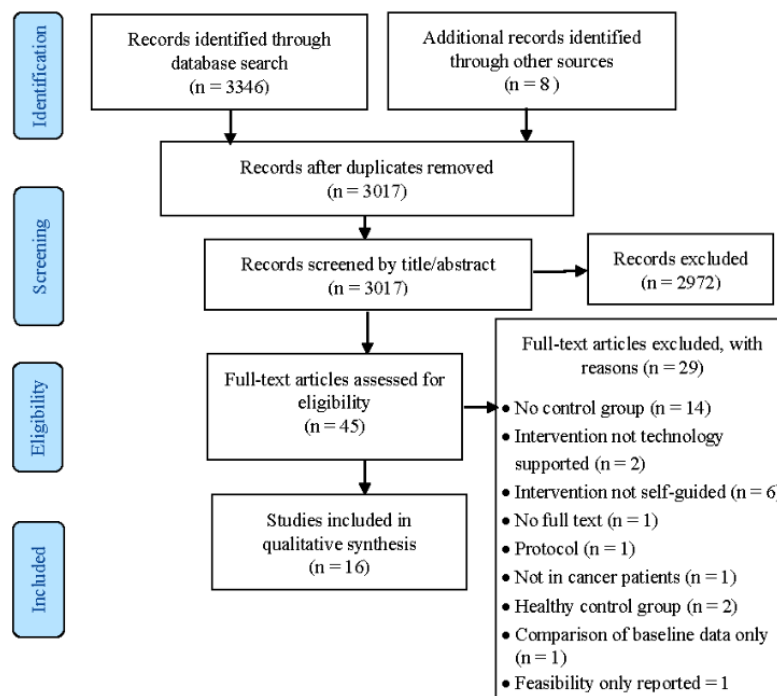 Identification
Records identified through
database search
(n = 3346)
Additional records identified
through other sources
(n = 8 )
Records after duplicates removed
(n = 3017)
Screening
Records screened by title/abstract
(n = 3017)
Records excluded
(n = 2972)
Eligibility
Full-text articles assessed for
eligibility
(n = 45)
Full-text articles excluded, with
reasons (n = 29)
● No control group (n = 14)
● Intervention not technology
supported (n = 2)
● Intervention not self-guided (n = 6)
● No full text (n = 1)
● Protocol (n = 1)
● Not in cancer patients (n = 1)
● Healthy control group (n = 2)
● Comparison of baseline data only
(n = 1)
● Feasibility only reported = 1
Included
Studies included in
qualitative synthesis
(n = 16)